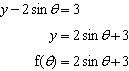 y − 2 sin θ = 3
y = 2 sin θ + 3
f(θ) = 2 sin θ + 3